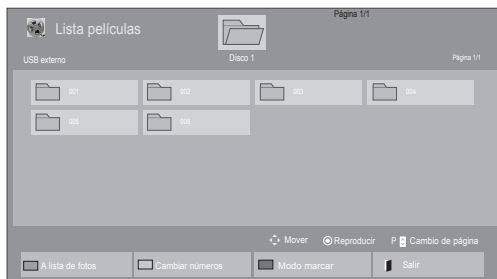 Página 1/1
Lista películas
USB externo
Disco 1
Página 1/1
001
002
003
004
005
006
Mover
Reproducir
P
Cambio de página
A lista de fotos
Cambiar números
Modo marcar
Salir